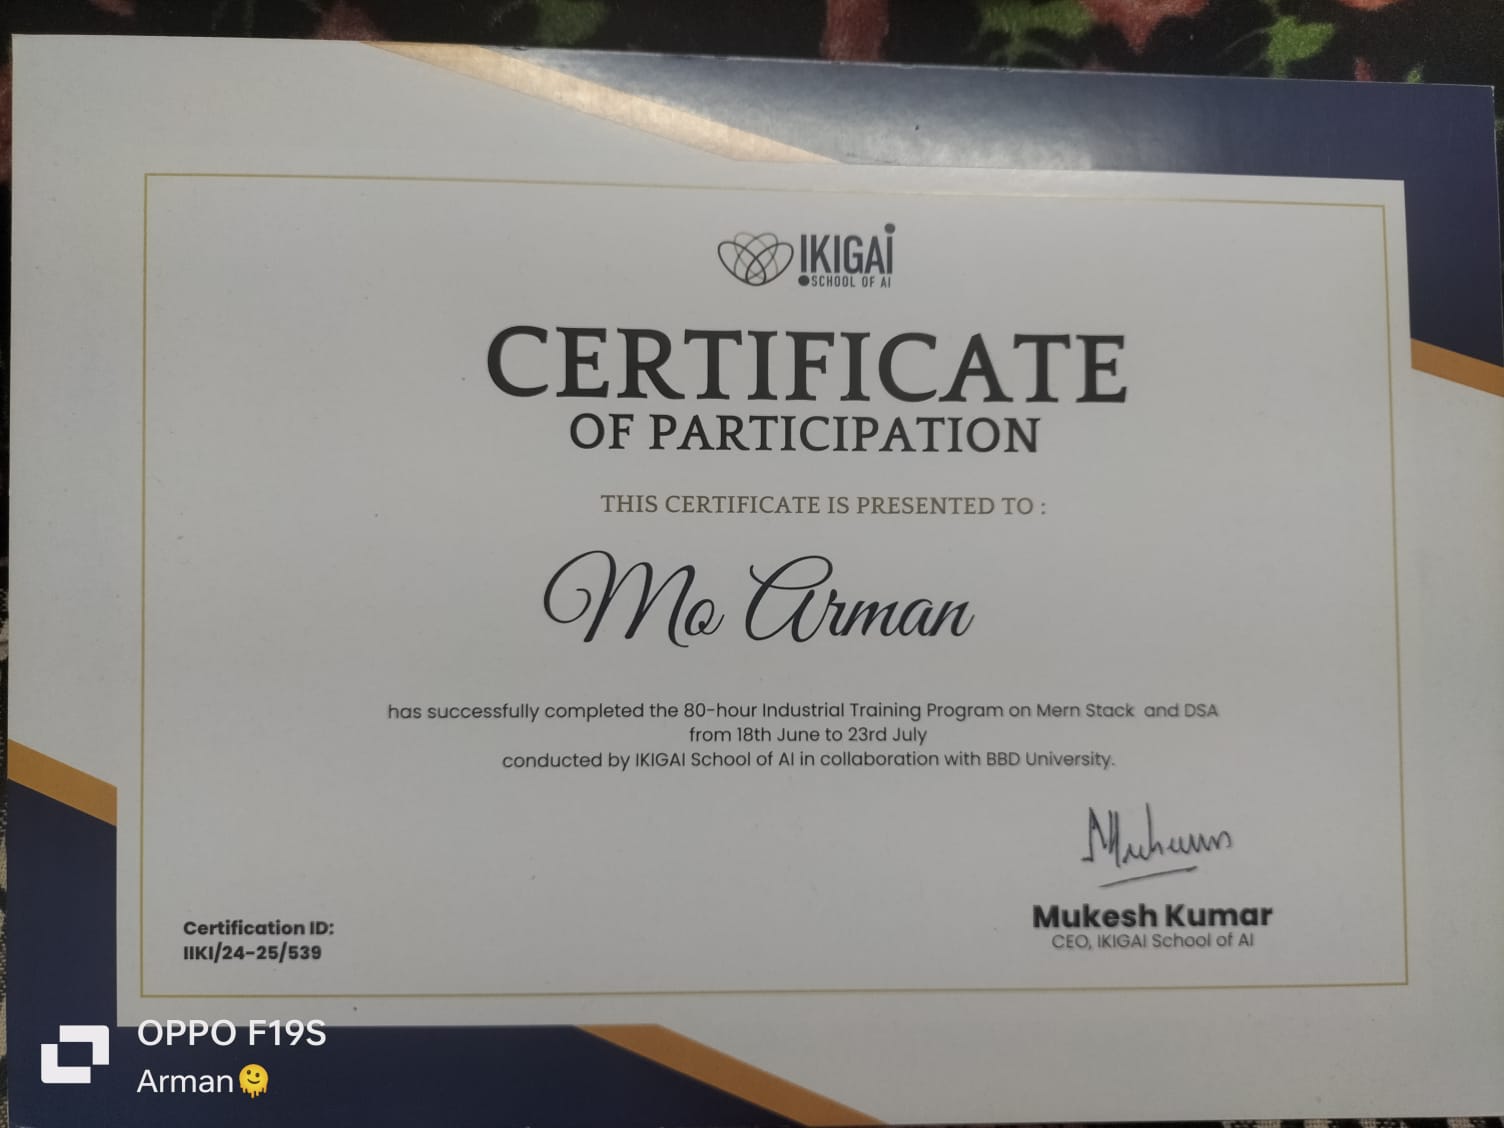 IKIGAI
SCHOOL OF AI
CERTIFICATE
OF PARTICIPATION
THIS CERTIFICATE IS PRESENTED TO :
Mo Arman
has successfully completed the 80-hour Industrial Training Program on Mern Stack and DSA
from 18th June to 23rd July
conducted by IKIGAI School of AI in collaboration with BBD University.
Mukesh Kumar
CEO, IKIGAI School of AI
Certification ID:
IIKI/24-25/539
OPPO F19S
Arman🫠